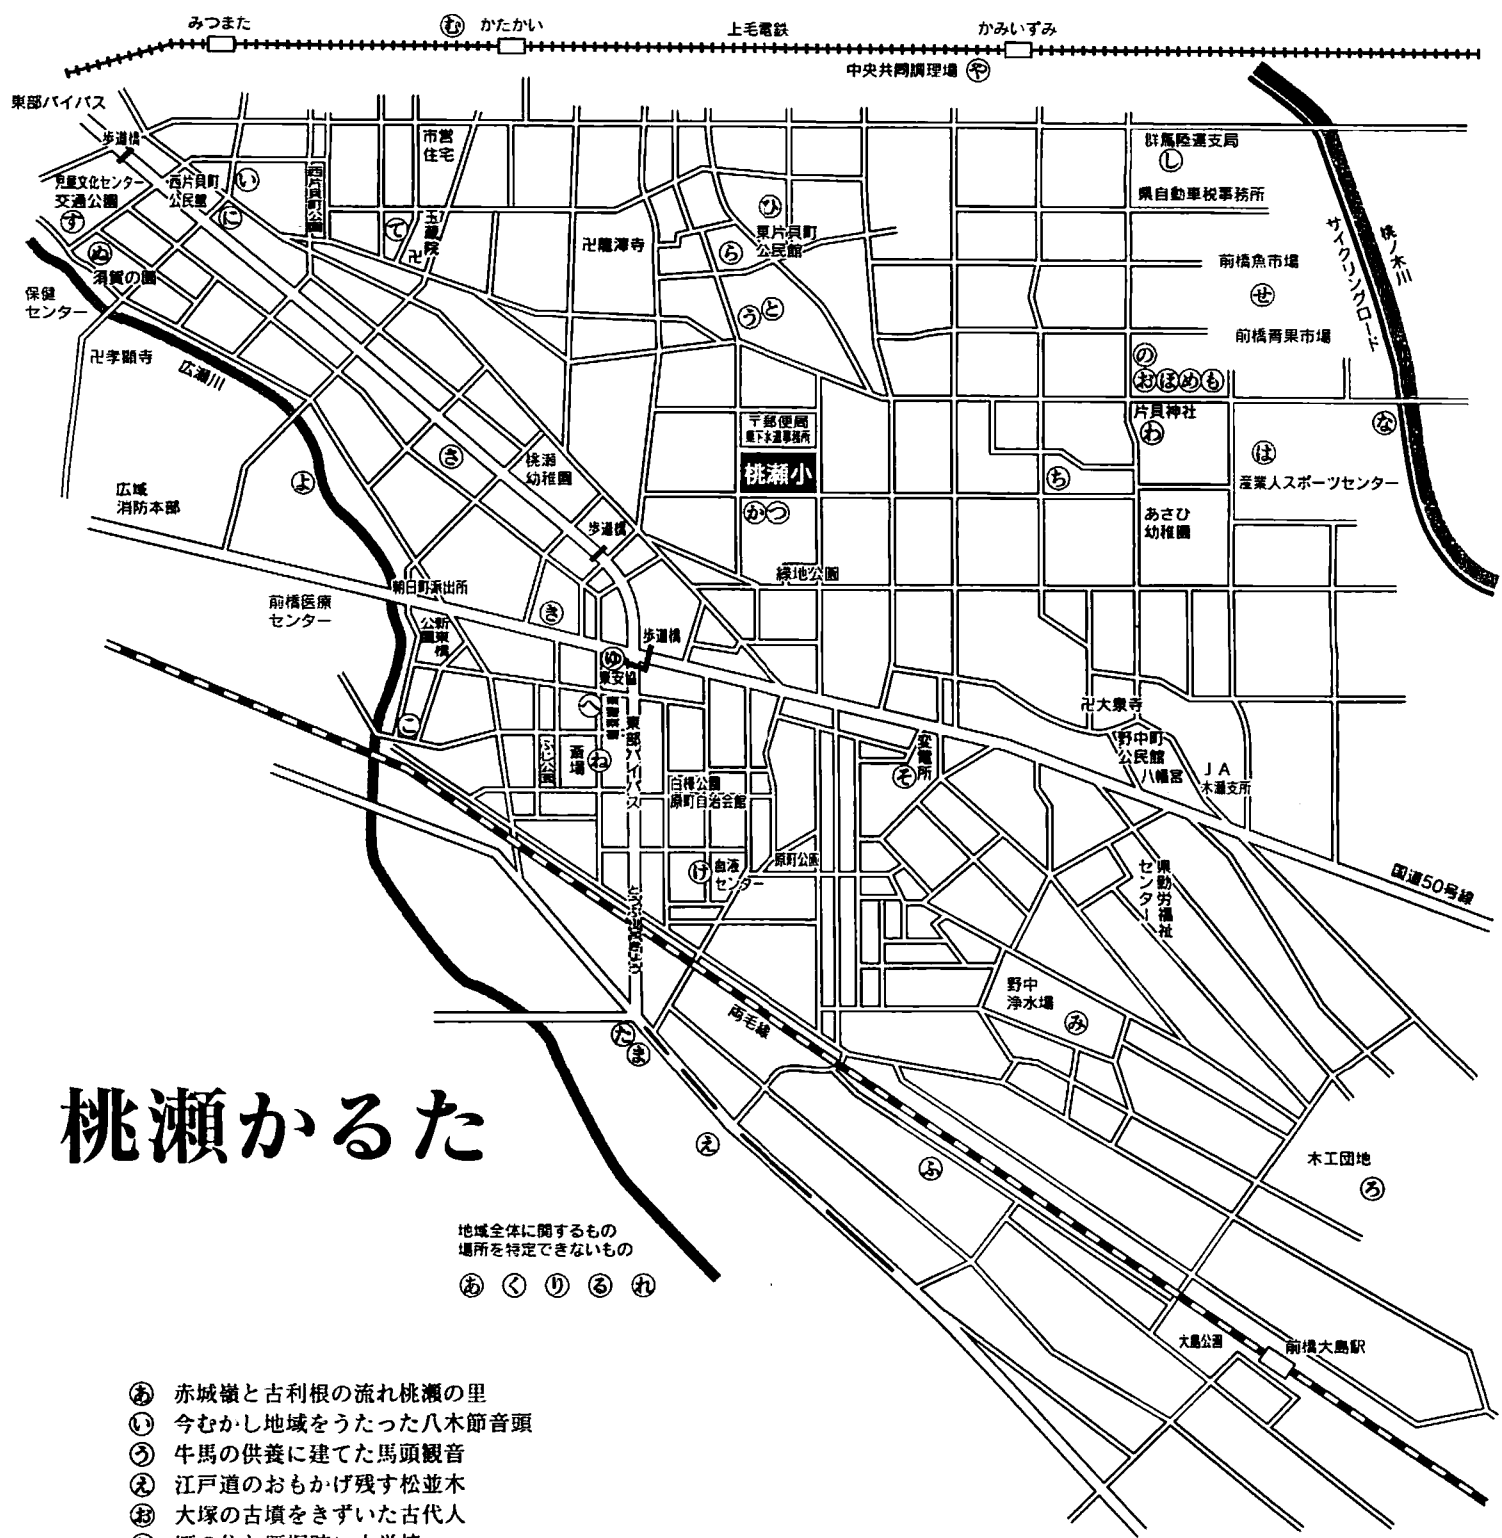 みつまた
む
かたかい
上毛電鉄
かみいずみ
中央共同調理場 や
東部バイパス
歩道橋
児童文化センター
交通公園
す
西片貝町
公民館
い
に
西片貝町公園
市営
住宅
て
玉蔵院
卍
卍龍澤寺
ひ
東片貝町
公民館
ら
うと
群馬陸運支局
し
県自動車税事務所
桃ノ木川
サイクリングロード
前橋魚市場
せ
前橋青果市場
ぬ
須賀の園
保健
センター
卍孝顕寺
広瀬川
の
おほめも
片貝神社
わ
な
〒郵便局
県下水道事務所
桃瀬小
かつ
さ
桃瀬
幼稚園
よ
広域
消防本部
ち
は
産業人スポーツセンター
あさひ
幼稚園
歩道橋
緑地公園
朝日町派出所
前橋医療
センター
き
新東橋
公園
歩道橋
ゆ
東安協
へ
こ
ふじ公園
斎場
ね
東部バイパス
卍大泉寺
野中町
公民館
八幡宮
JA
木瀬支所
変電所
そ
白樺公園
原町自治会館
け
血液
センター
原町公園
県勤労福祉
センター
国道50号線
野中
浄水場
み
両毛線
たま
え
ふ
木工団地
ろ
大島公園
前橋大島駅
桃瀬かるた
地域全体に関するもの
場所を特定できないもの
あ く り る れ
あ 赤城嶺と古利根の流れ桃瀬の里
い 今むかし地域をうたった八木節音頭
う 牛馬の供養に建てた馬頭観音
え 江戸道のおもかげ残す松並木
お 大塚の古墳をきずいた古代人